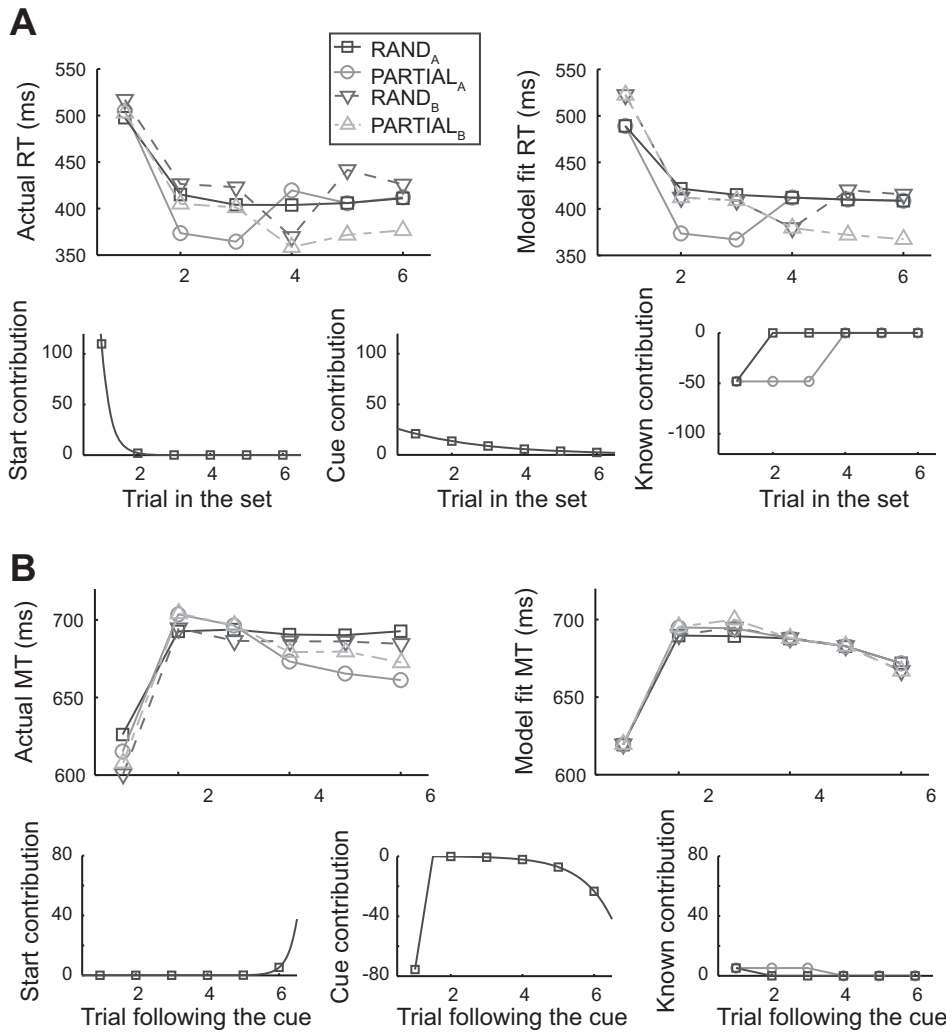 A
RAND_A
PARTIAL_A
RAND_B
PARTIAL_B
Actual RT (ms)
550
500
450
400
350
2 4 6
Model fit RT (ms)
550
500
450
400
350
2 4 6
Start contribution
100
50
0
2 4 6
Trial in the set
Cue contribution
100
50
0
2 4 6
Trial in the set
Known contribution
0
-50
-100
2 4 6
Trial in the set
B
Actual MT (ms)
700
650
600
2 4 6
Model fit MT (ms)
700
650
600
2 4 6
Start contribution
80
40
0
2 4 6
Trial following the cue
Cue contribution
0
-40
-80
2 4 6
Trial following the cue
Known contribution
80
40
0
2 4 6
Trial following the cue